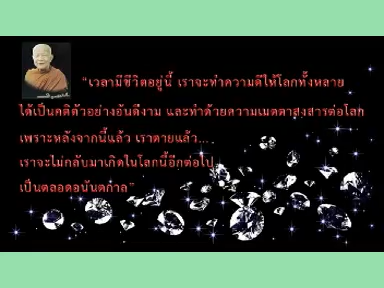 “เวลามีชีวิตอยู่นี้ เราจะทำความดีให้โลกทั้งหลาย
ได้เป็นคติตัวอย่างอันดีงาม และทำด้วยความเมตตาสงสารต่อโลก
เพราะหลังจากนี้แล้ว เราตายแล้ว...
เราจะไม่กลับมาเกิดในโลกนี้อีกต่อไป
เป็นตลอดอนันตกาล”